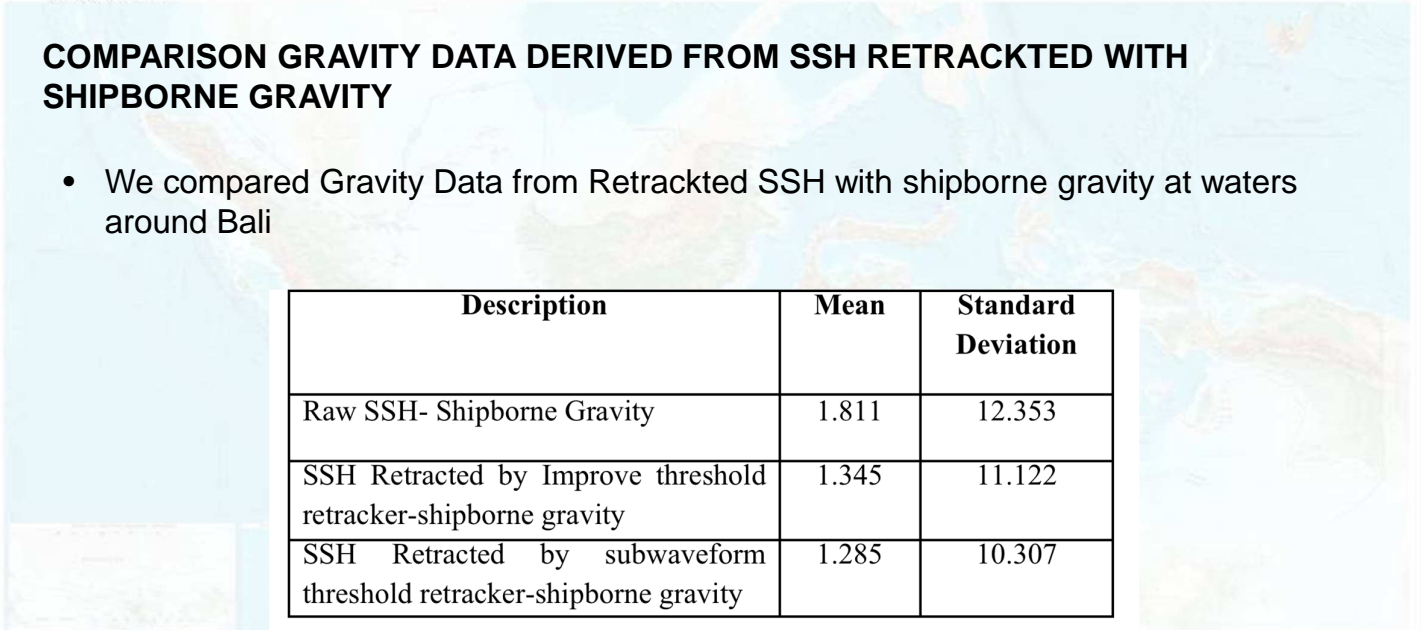 COMPARISON GRAVITY DATA DERIVED FROM SSH RETRACKTED WITH
SHIPBORNE GRAVITY
• We compared Gravity Data from Retrackted SSH with shipborne gravity at waters
around Bali
Description Mean Standard
Deviation
Raw SSH- Shipborne Gravity 1.811 12.353
SSH Retracted by Improve threshold 1.345 11.122
retracker-shipborne gravity
SSH Retracted by subwaveform 1.285 10.307
threshold retracker-shipborne gravity